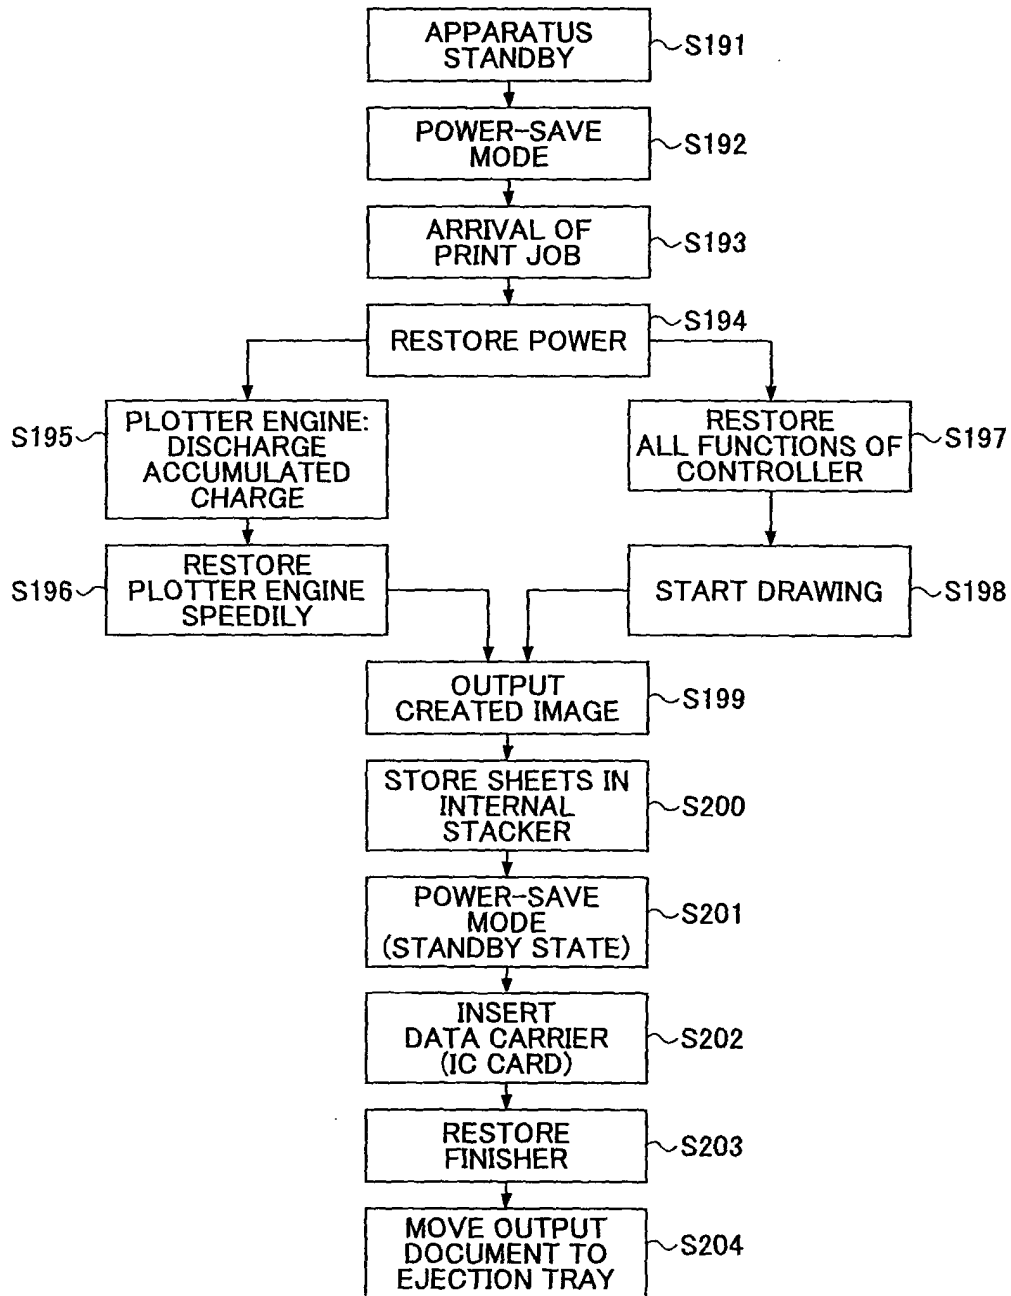 APPARATUS
STANDBY
S191
POWER-SAVE
MODE
S192
ARRIVAL OF
PRINT JOB
S193
RESTORE POWER
S194
PLOTTER ENGINE:
DISCHARGE
ACCUMULATED
CHARGE
S195
RESTORE
PLOTTER ENGINE
SPEEDILY
S196
RESTORE
ALL FUNCTIONS OF
CONTROLLER
S197
START DRAWING
S198
OUTPUT
CREATED IMAGE
S199
STORE SHEETS IN
INTERNAL
STACKER
S200
POWER-SAVE
MODE
(STANDBY STATE)
S201
INSERT
DATA CARRIER
(IC CARD)
S202
RESTORE
FINISHER
S203
MOVE OUTPUT
DOCUMENT TO
EJECTION TRAY
S204